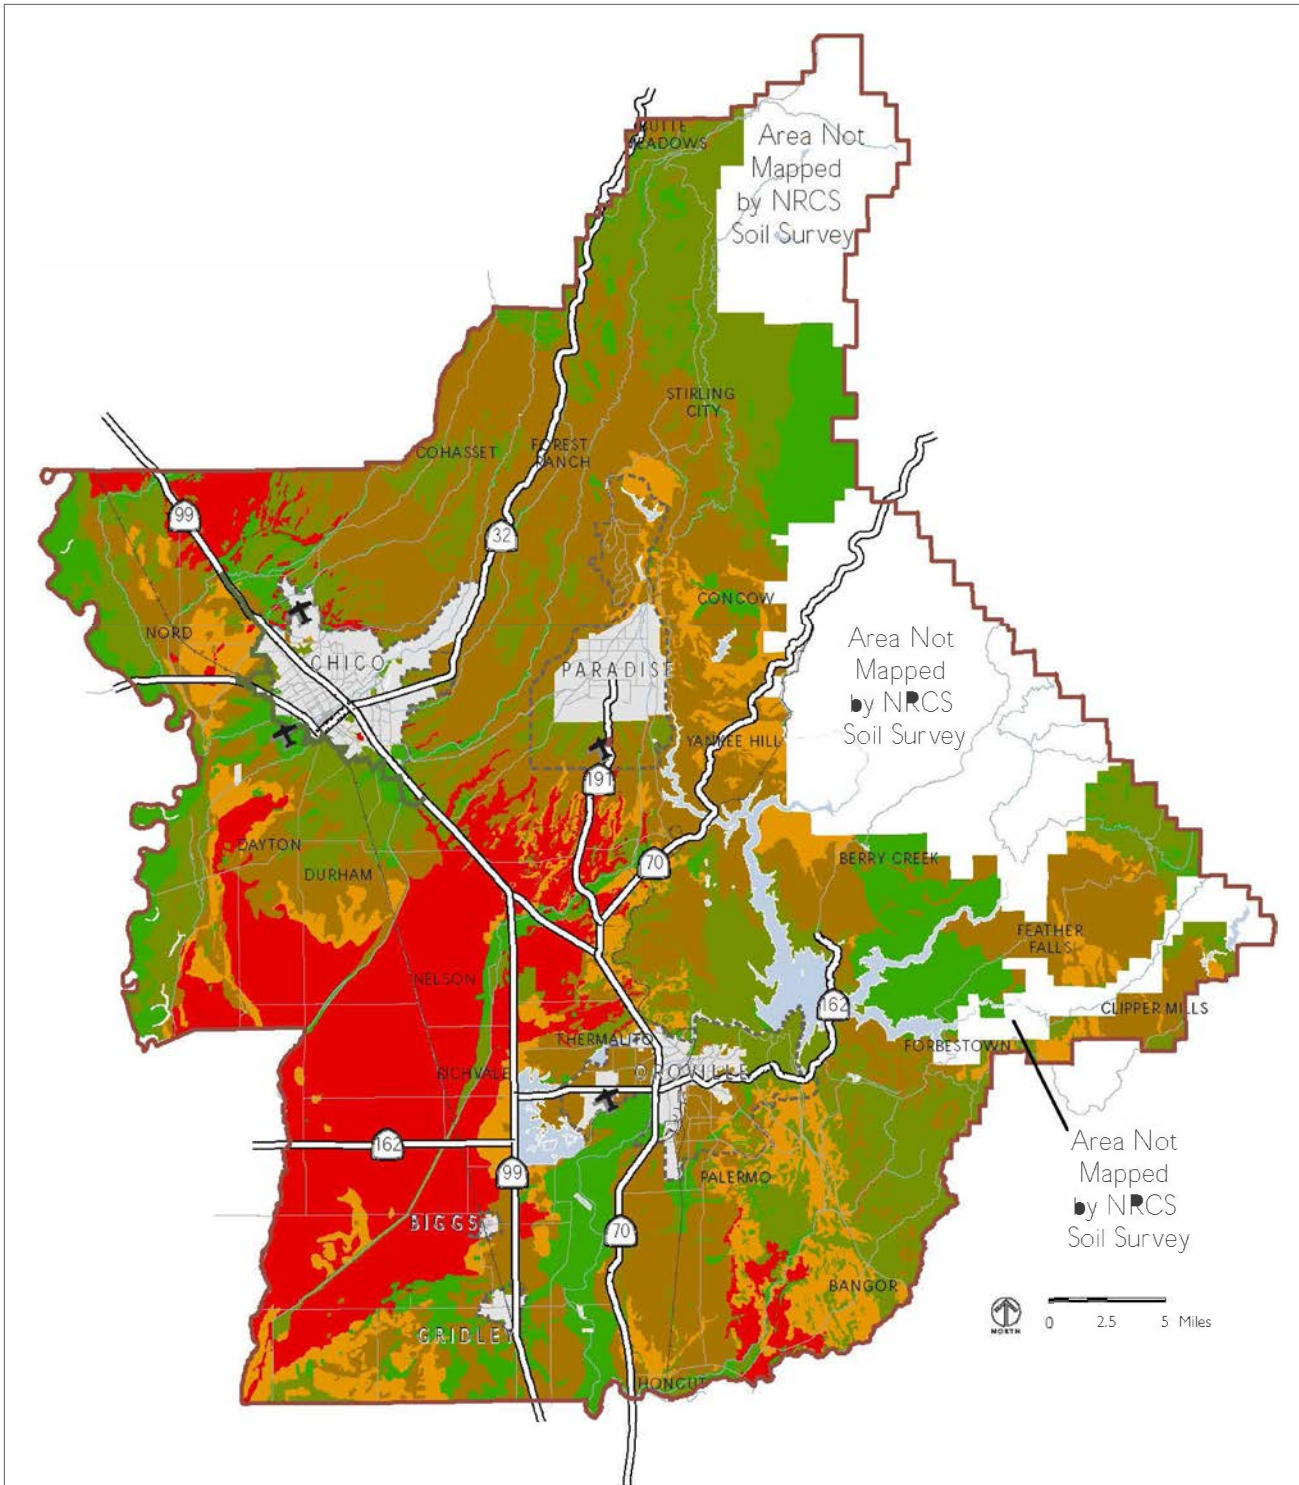 BUTTE
MEADOWS
Area Not
Mapped
by NRCS
Soil Survey
STIRLING
CITY
COHASSET
FOREST
RANCH
99
32
CONCOW
NORD
CHICO
PARADISE
Area Not
Mapped
by NRCS
Soil Survey
YANKEE HILL
191
DAYTON
DURHAM
70
BERRY CREEK
FEATHER
FALLS
NELSON
162
CLIPPER MILLS
THERMALITO
FORBESTOWN
RICHVALE
OROVILLE
162
99
PALERMO
Area Not
Mapped
by NRCS
Soil Survey
BIGGS
70
BANGOR
GRIDLEY
HONCUT
NORTH
0 2.5 5 Miles